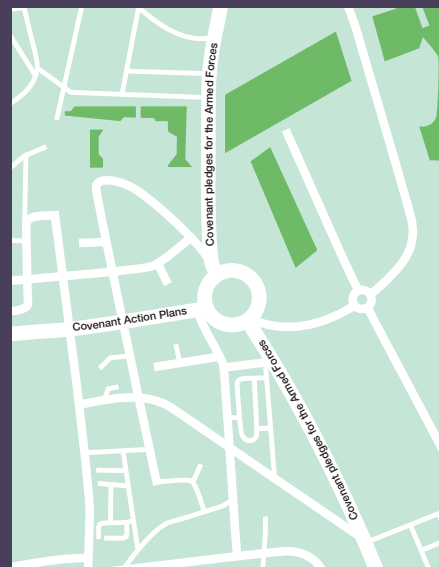 Covenant pledges for the Armed Forces
Covenant Action Plans
Covenant pledges for the Armed Forces